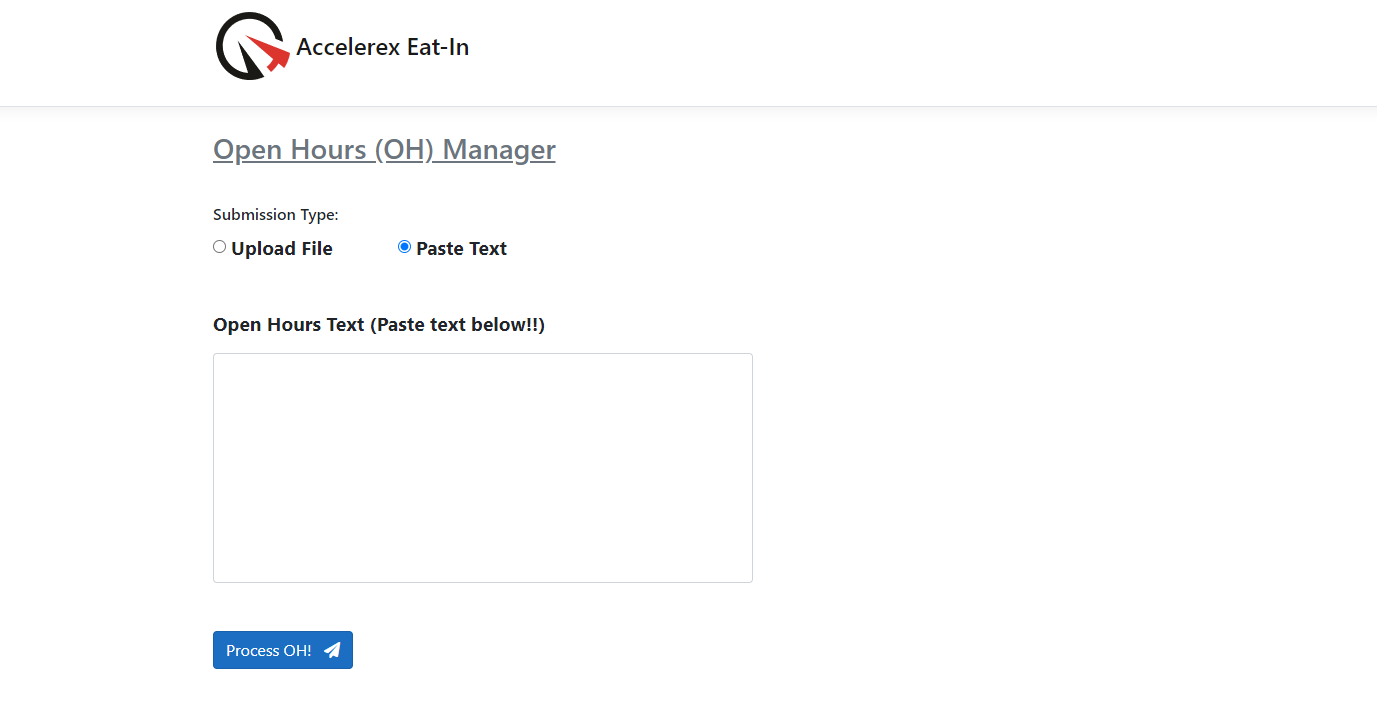 Accelerex Eat-In
Open Hours (OH) Manager
Submission Type:
Upload File Paste Text
Open Hours Text (Paste text below!!)
Process OH!